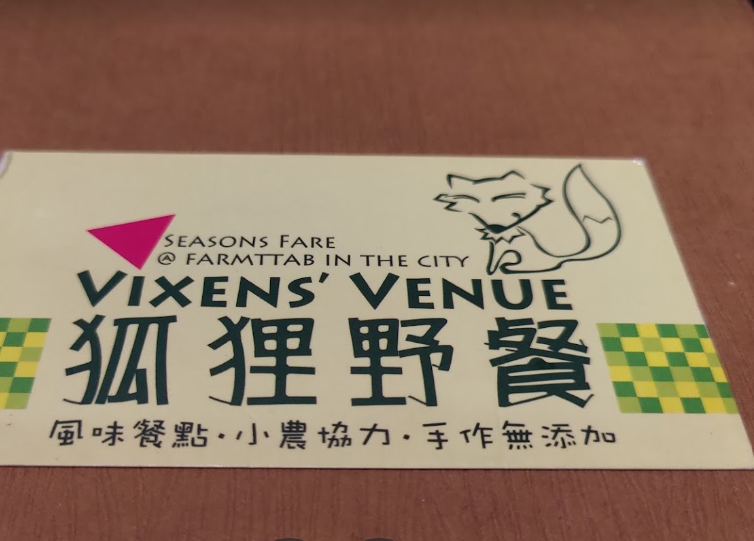 SEASONS FARE
@ FARMTTAB IN THE CITY
VIXENS' VENUE
狐狸野餐
風味餐點·小農協力·手作無添加